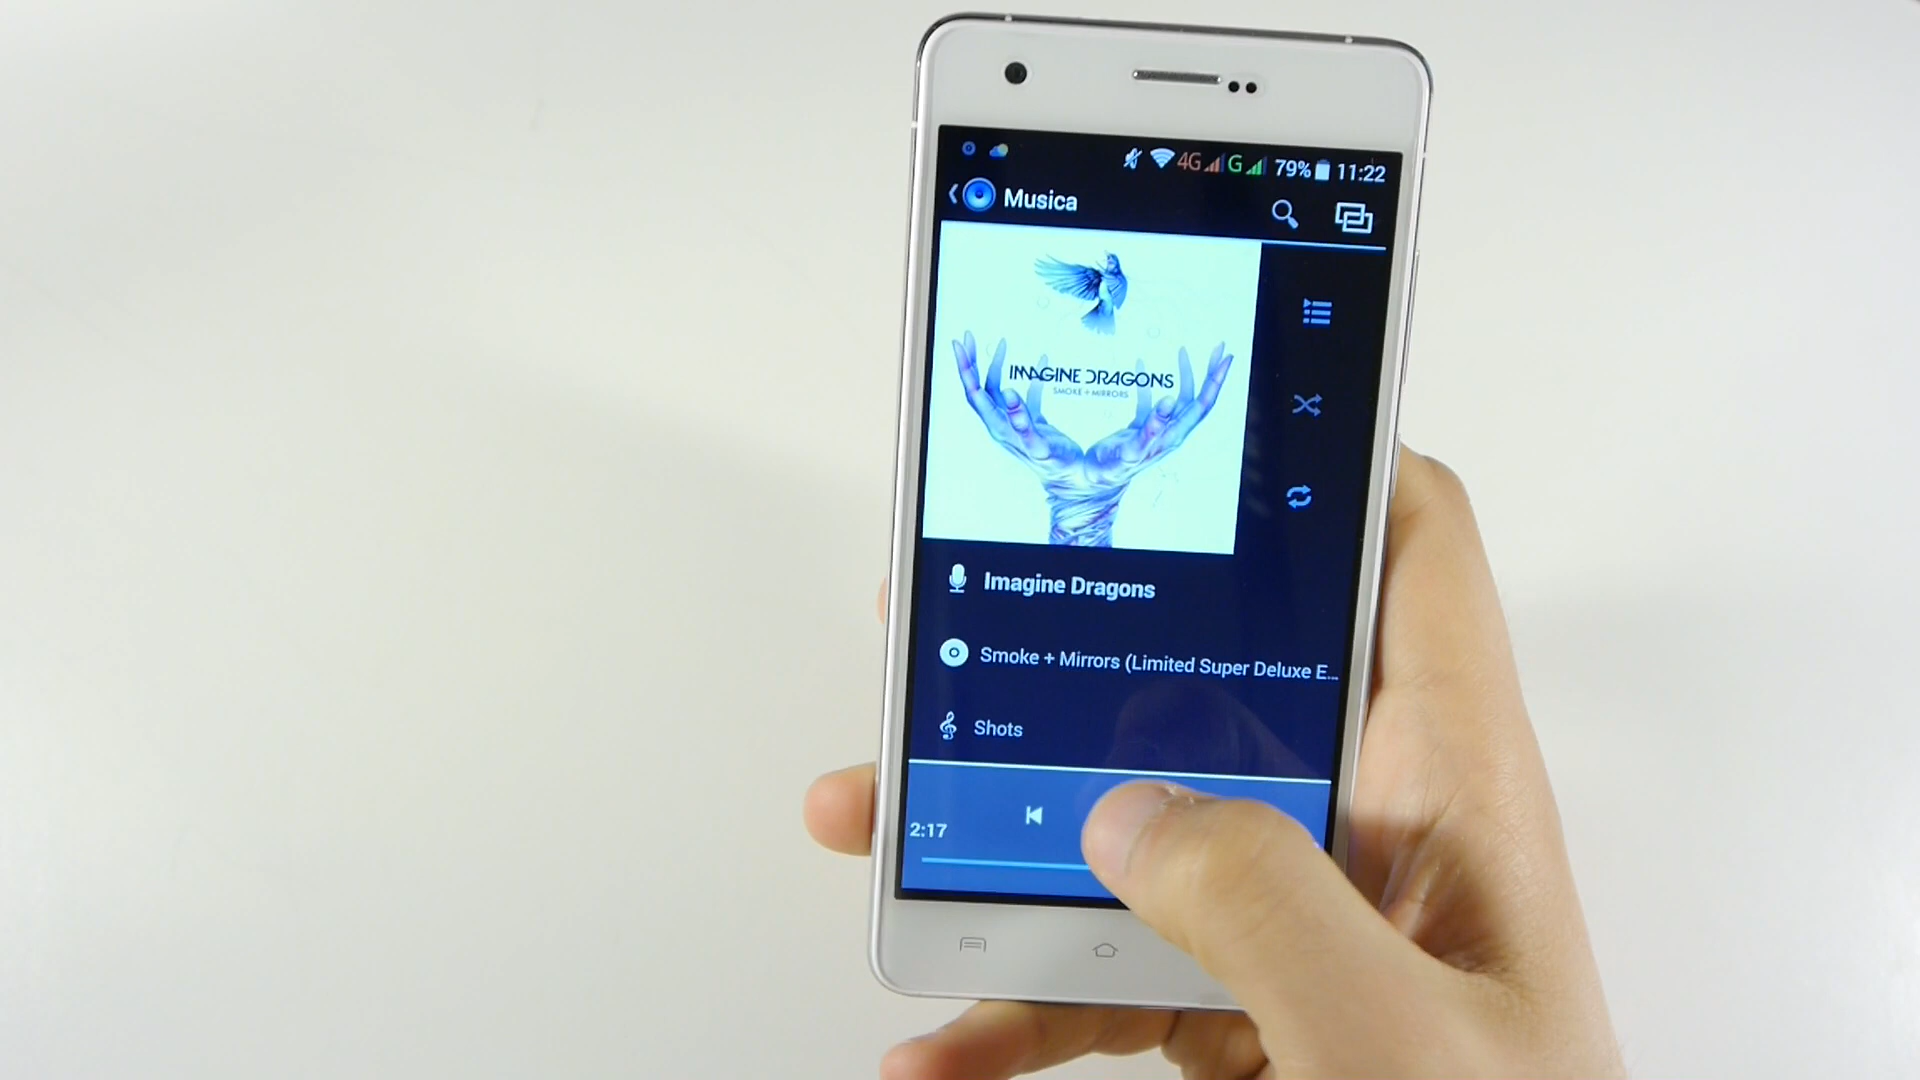 4G G 79% 11:22
Musica
IMAGINE DRAGONS
SMOKE + MIRRORS
Imagine Dragons
Smoke + Mirrors (Limited Super Deluxe E...
Shots
2:17